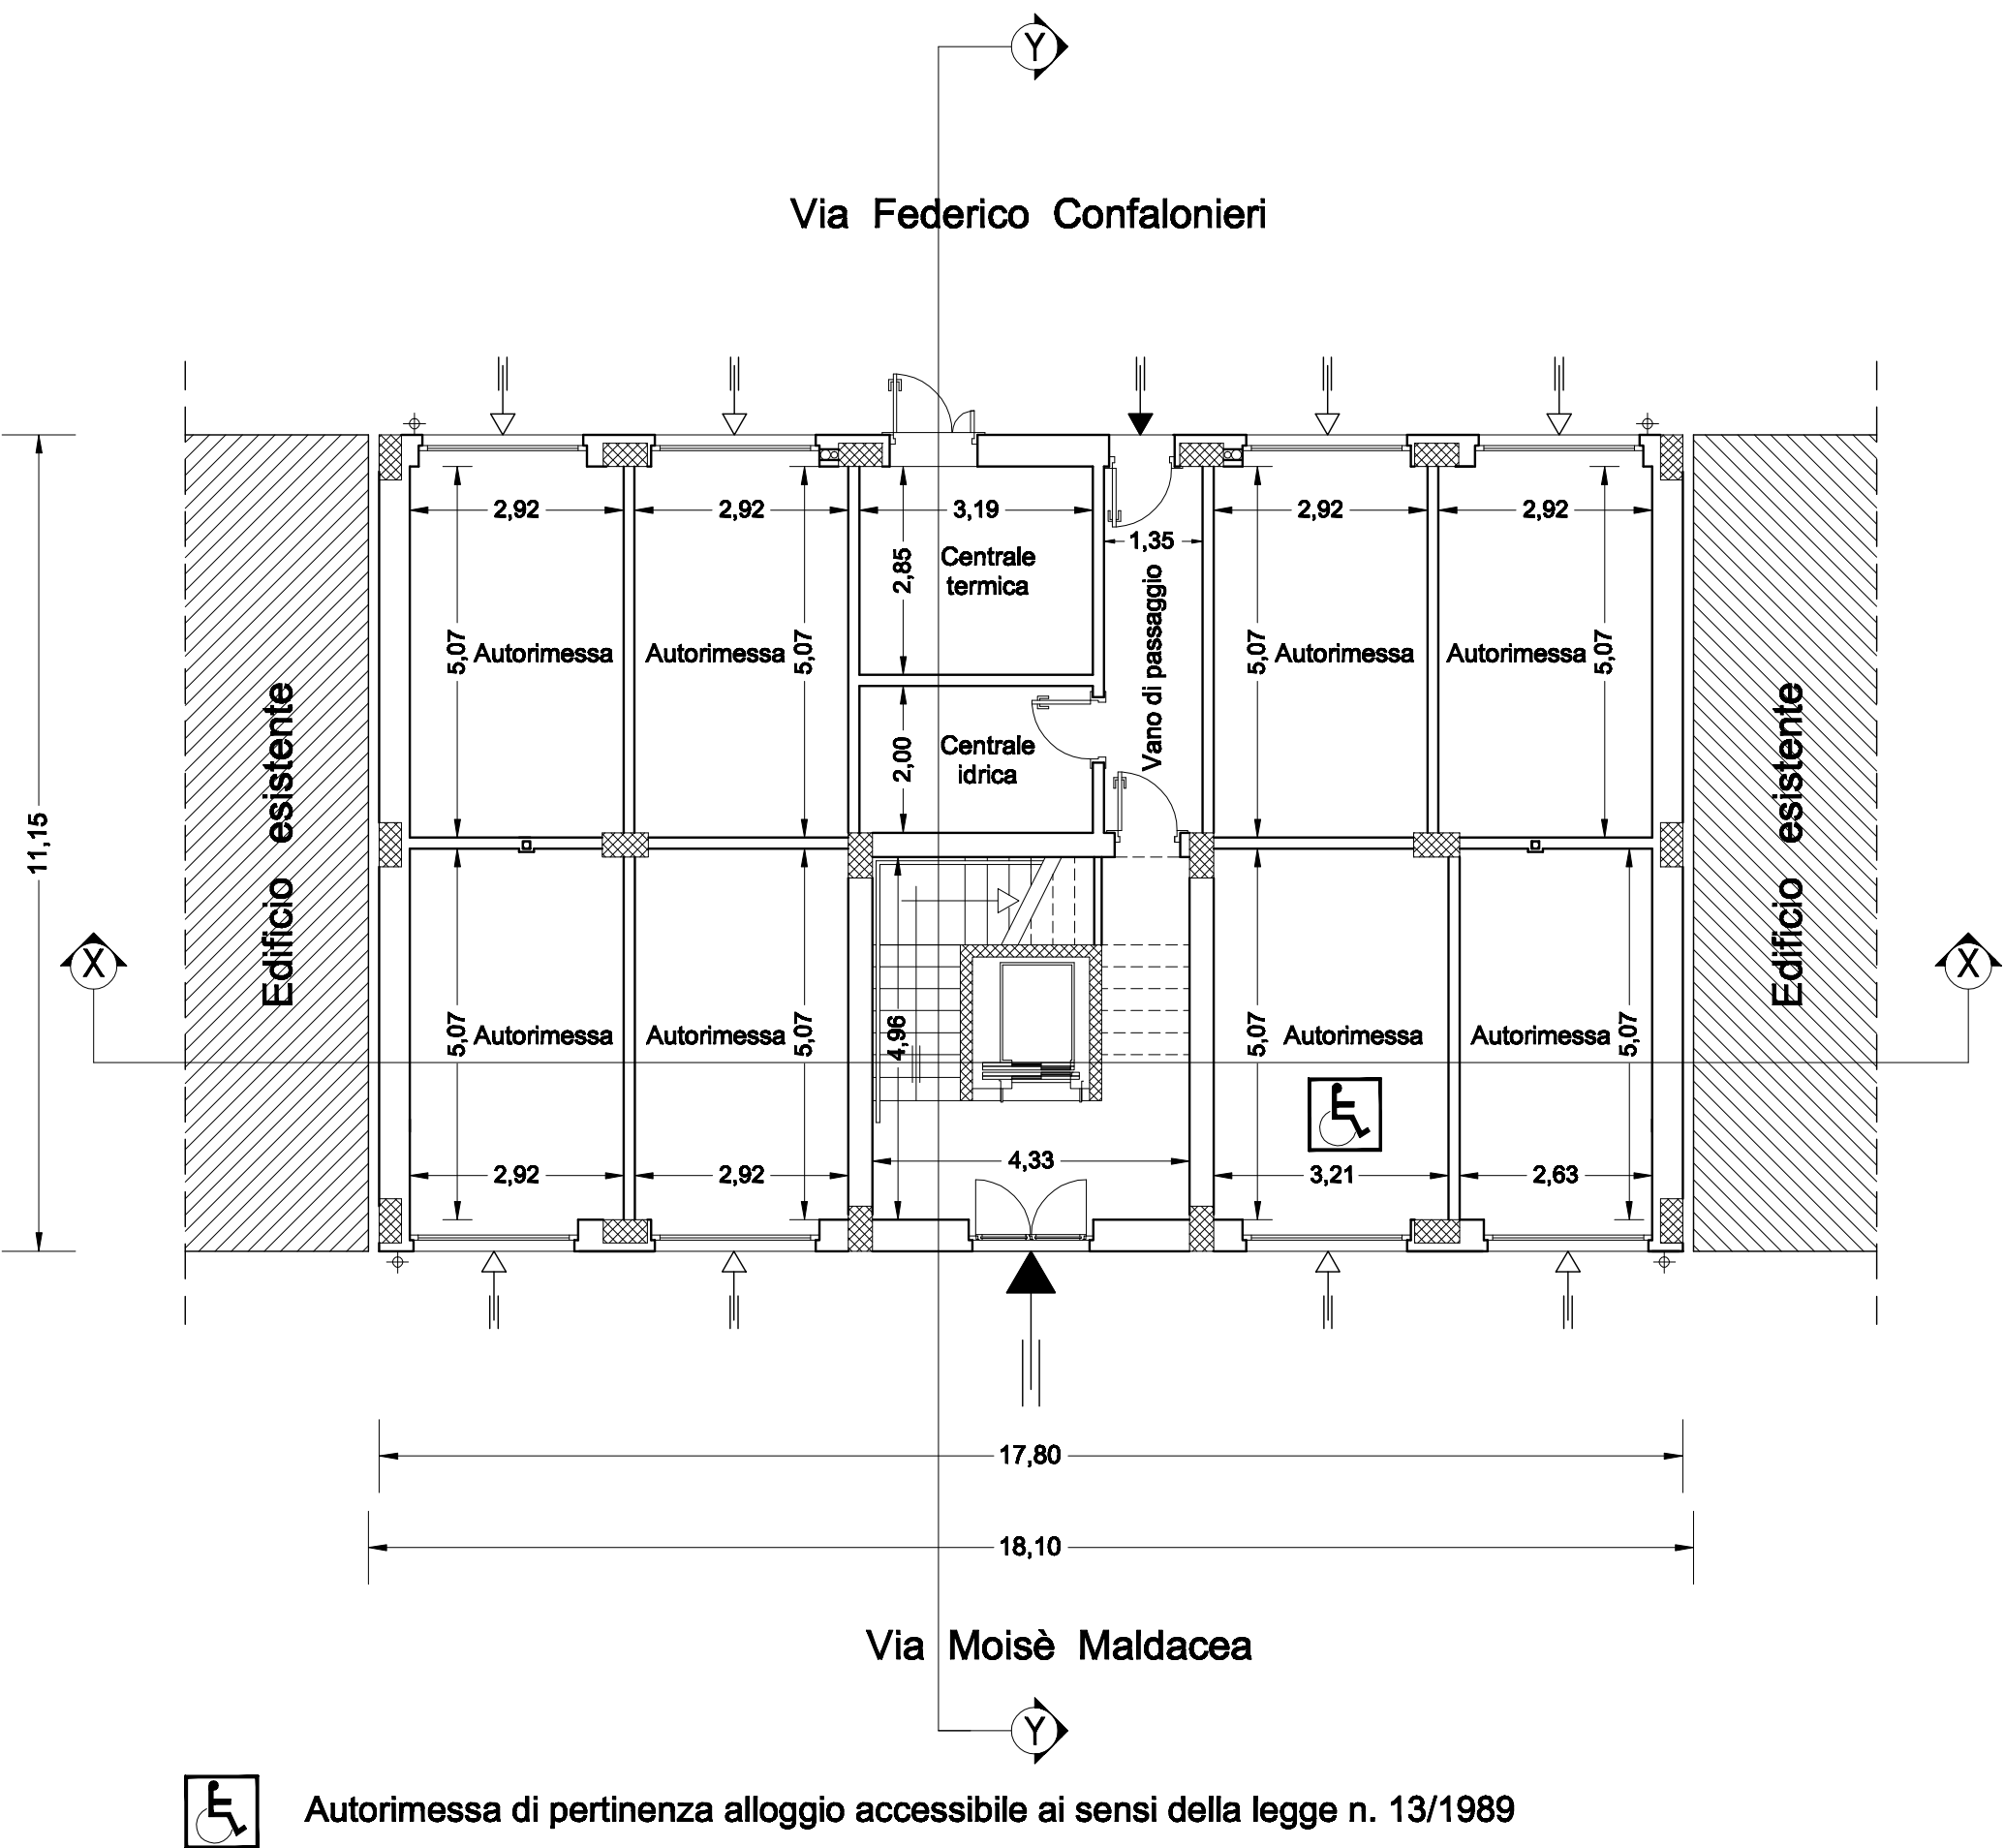 Y
Via Federico Confalonieri
2,92
2,92
3,19
2,92
2,92
1,35
Centrale
termica
2,85
Vano di passaggio
5,07
Autorimessa
Autorimessa
5,07
5,07
Autorimessa
Autorimessa
5,07
Edificio esistente
Edificio esistente
Centrale
idrica
2,00
11,15
X
X
5,07
Autorimessa
Autorimessa
5,07
4,96
5,07
Autorimessa
Autorimessa
5,07
2,92
2,92
4,33
3,21
2,63
17,80
18,10
Via Moisè Maldacea
Y
Autorimessa di pertinenza alloggio accessibile ai sensi della legge n. 13/1989